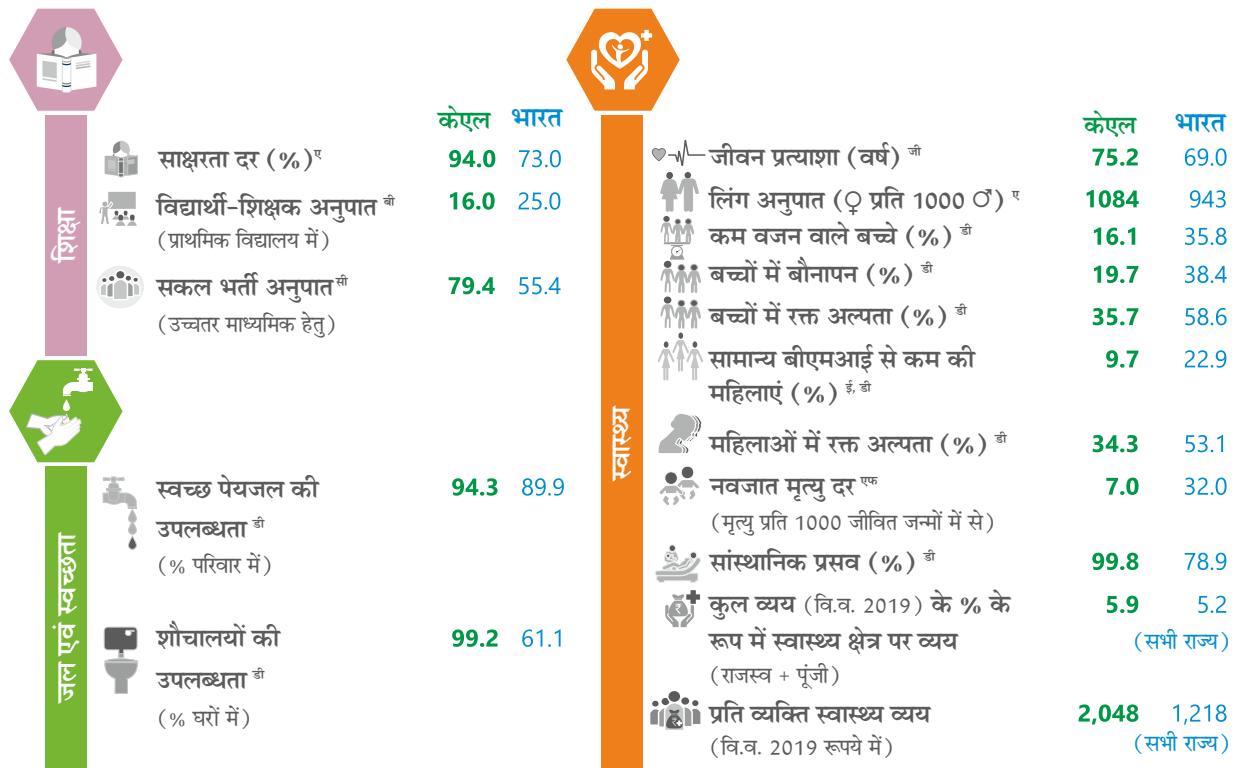 केएल भारत
साक्षरता दर (%) ए 94.0 73.0
विद्यार्थी-शिक्षक अनुपात बी 16.0 25.0
(प्राथमिक विद्यालय में)
शिक्षा
सकल भर्ती अनुपात सी 79.4 55.4
(उच्चतर माध्यमिक हेतु)
स्वच्छ पेयजल की 94.3 89.9
उपलब्धता डी
(% परिवार में)
जल एवं स्वच्छता
शौचालयों की 99.2 61.1
उपलब्धता डी
(% घरों में)
केएल भारत
जीवन प्रत्याशा (वर्ष) जी 75.2 69.0
लिंग अनुपात (♀ प्रति 1000 ♂) ए 1084 943
कम वजन वाले बच्चे (%) डी 16.1 35.8
बच्चों में बौनापन (%) डी 19.7 38.4
बच्चों में रक्त अल्पता (%) डी 35.7 58.6
सामान्य बीएमआई से कम की 9.7 22.9
महिलाएं (%) ई, डी
स्वास्थ्य
महिलाओं में रक्त अल्पता (%) डी 34.3 53.1
नवजात मृत्यु दर एफ 7.0 32.0
(मृत्यु प्रति 1000 जीवित जन्मों में से)
सांस्थानिक प्रसव (%) डी 99.8 78.9
कुल व्यय (वि.व. 2019) के % के 5.9 5.2
रूप में स्वास्थ्य क्षेत्र पर व्यय (सभी राज्य)
(राजस्व + पूंजी)
प्रति व्यक्ति स्वास्थ्य व्यय 2,048 1,218
(वि.व. 2019 रूपये में) (सभी राज्य)